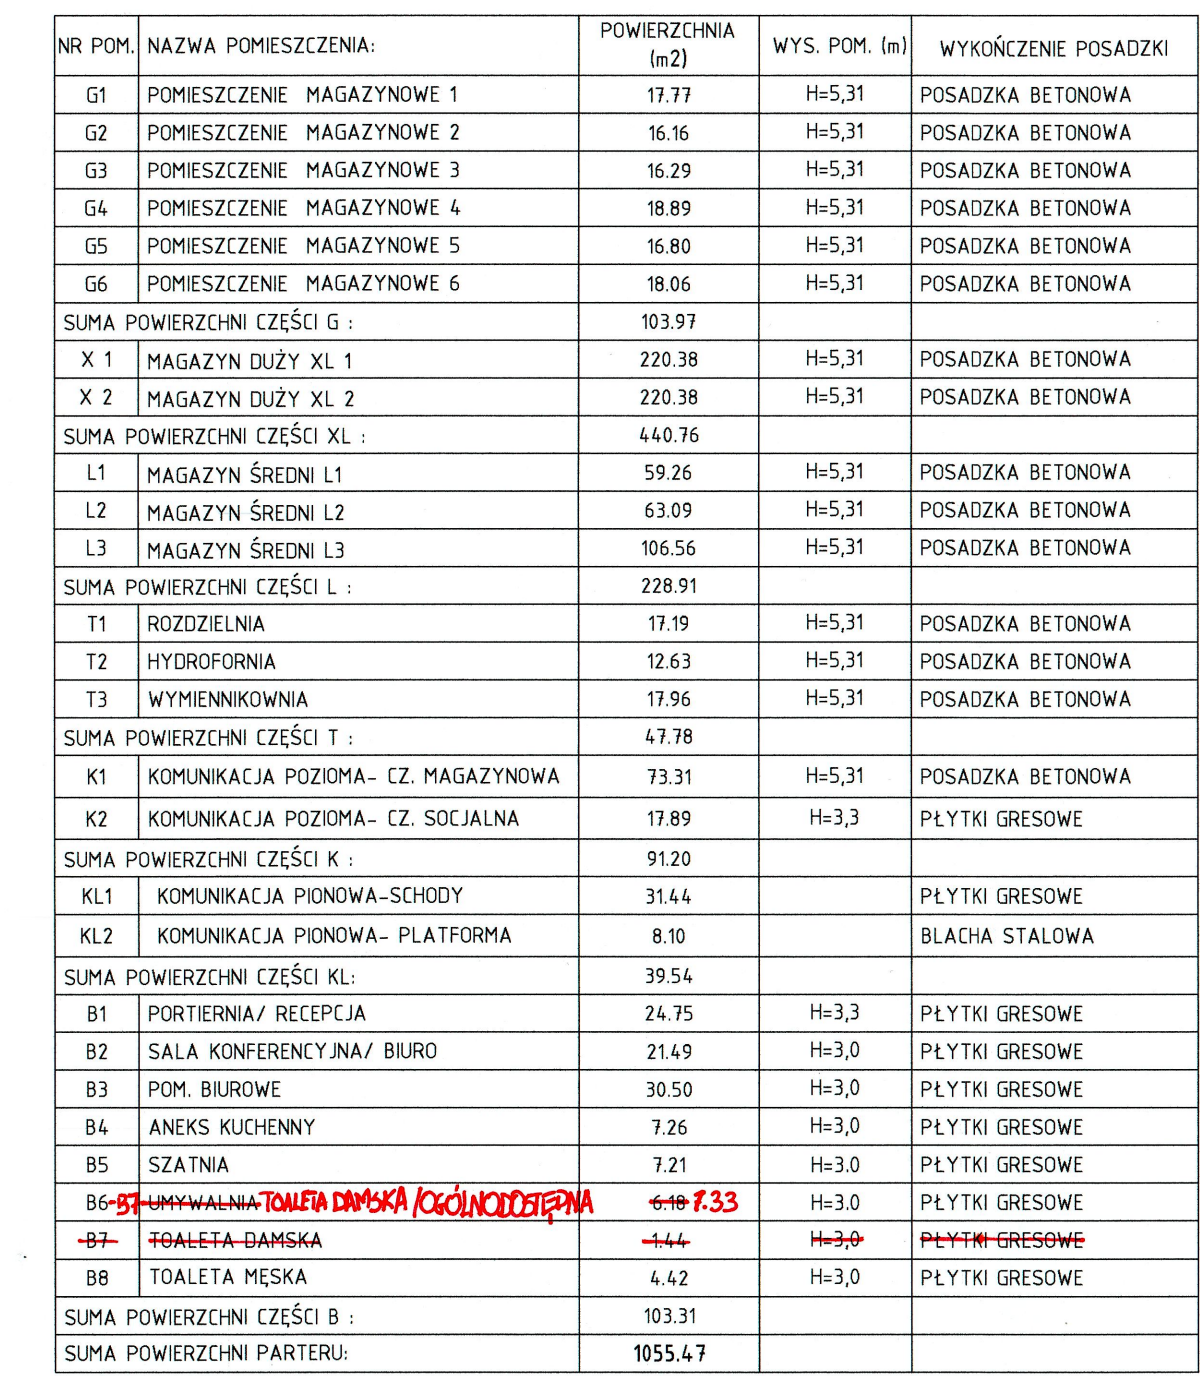 NR POM. NAZWA POMIESZCZENIA: POWIERZCHNIA (m2) WYS. POM. (m) WYKOŃCZENIE POSADZKI
G1 POMIESZCZENIE MAGAZYNOWE 1 17.77 H=5,31 POSADZKA BETONOWA
G2 POMIESZCZENIE MAGAZYNOWE 2 16.16 H=5,31 POSADZKA BETONOWA
G3 POMIESZCZENIE MAGAZYNOWE 3 16.29 H=5,31 POSADZKA BETONOWA
G4 POMIESZCZENIE MAGAZYNOWE 4 18.89 H=5,31 POSADZKA BETONOWA
G5 POMIESZCZENIE MAGAZYNOWE 5 16.80 H=5,31 POSADZKA BETONOWA
G6 POMIESZCZENIE MAGAZYNOWE 6 18.06 H=5,31 POSADZKA BETONOWA
SUMA POWIERZCHNI CZĘŚCI G : 103.97
X 1 MAGAZYN DUŻY XL 1 220.38 H=5,31 POSADZKA BETONOWA
X 2 MAGAZYN DUŻY XL 2 220.38 H=5,31 POSADZKA BETONOWA
SUMA POWIERZCHNI CZĘŚCI XL : 440.76
L1 MAGAZYN ŚREDNI L1 59.26 H=5,31 POSADZKA BETONOWA
L2 MAGAZYN ŚREDNI L2 63.09 H=5,31 POSADZKA BETONOWA
L3 MAGAZYN ŚREDNI L3 106.56 H=5,31 POSADZKA BETONOWA
SUMA POWIERZCHNI CZĘŚCI L : 228.91
T1 ROZDZIELNIA 17.19 H=5,31 POSADZKA BETONOWA
T2 HYDROFORNIA 12.63 H=5,31 POSADZKA BETONOWA
T3 WYMIENNIKOWNIA 17.96 H=5,31 POSADZKA BETONOWA
SUMA POWIERZCHNI CZĘŚCI T : 47.78
K1 KOMUNIKACJA POZIOMA- CZ. MAGAZYNOWA 73.31 H=5,31 POSADZKA BETONOWA
K2 KOMUNIKACJA POZIOMA- CZ. SOCJALNA 17.89 H=3,3 PŁYTKI GRESOWE
SUMA POWIERZCHNI CZĘŚCI K : 91.20
KL1 KOMUNIKACJA PIONOWA-SCHODY 31.44 PŁYTKI GRESOWE
KL2 KOMUNIKACJA PIONOWA- PLATFORMA 8.10 BLACHA STALOWA
SUMA POWIERZCHNI CZĘŚCI KL: 39.54
B1 PORTIERNIA/ RECEPCJA 24.75 H=3,3 PŁYTKI GRESOWE
B2 SALA KONFERENCYJNA/ BIURO 21.49 H=3,0 PŁYTKI GRESOWE
B3 POM. BIUROWE 30.50 H=3,0 PŁYTKI GRESOWE
B4 ANEKS KUCHENNY 7.26 H=3,0 PŁYTKI GRESOWE
B5 SZATNIA 7.21 H=3.0 PŁYTKI GRESOWE
B6-B7 UMYWALNIA TOALETA DAMSKA /OGÓLNODOSTĘPNA 6.18 7.33 H=3.0 PŁYTKI GRESOWE
B7 TOALETA DAMSKA 1.44 H=3,0 PŁYTKI GRESOWE
B8 TOALETA MĘSKA 4.42 H=3,0 PŁYTKI GRESOWE
SUMA POWIERZCHNI CZĘŚCI B : 103.31
SUMA POWIERZCHNI PARTERU: 1055.47